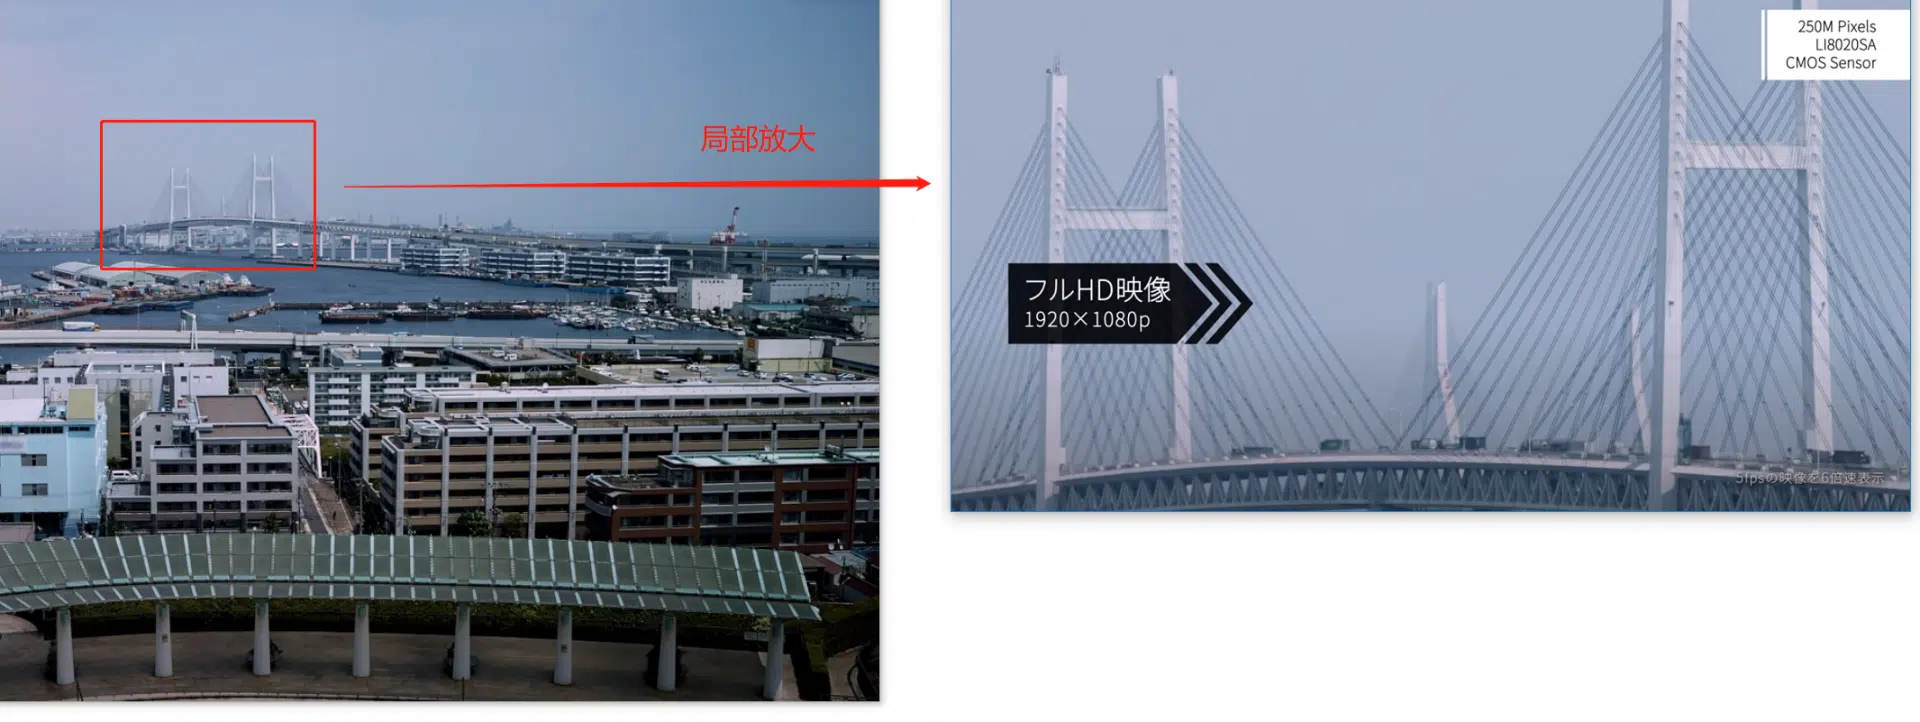 局部放大
250M Pixels
LI8020SA
CMOS Sensor
フルHD映像
1920×1080p
5fpsの映像を6倍速表示